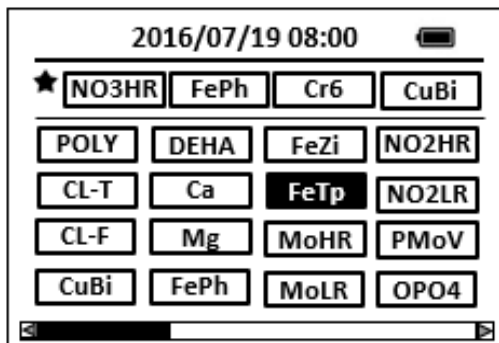 2016/07/19 08:00
NO3HR FePh Cr6 CuBi
POLY DEHA FeZi NO2HR
CL-T Ca FeTp NO2LR
CL-F Mg MoHR PMoV
CuBi FePh MoLR OPO4